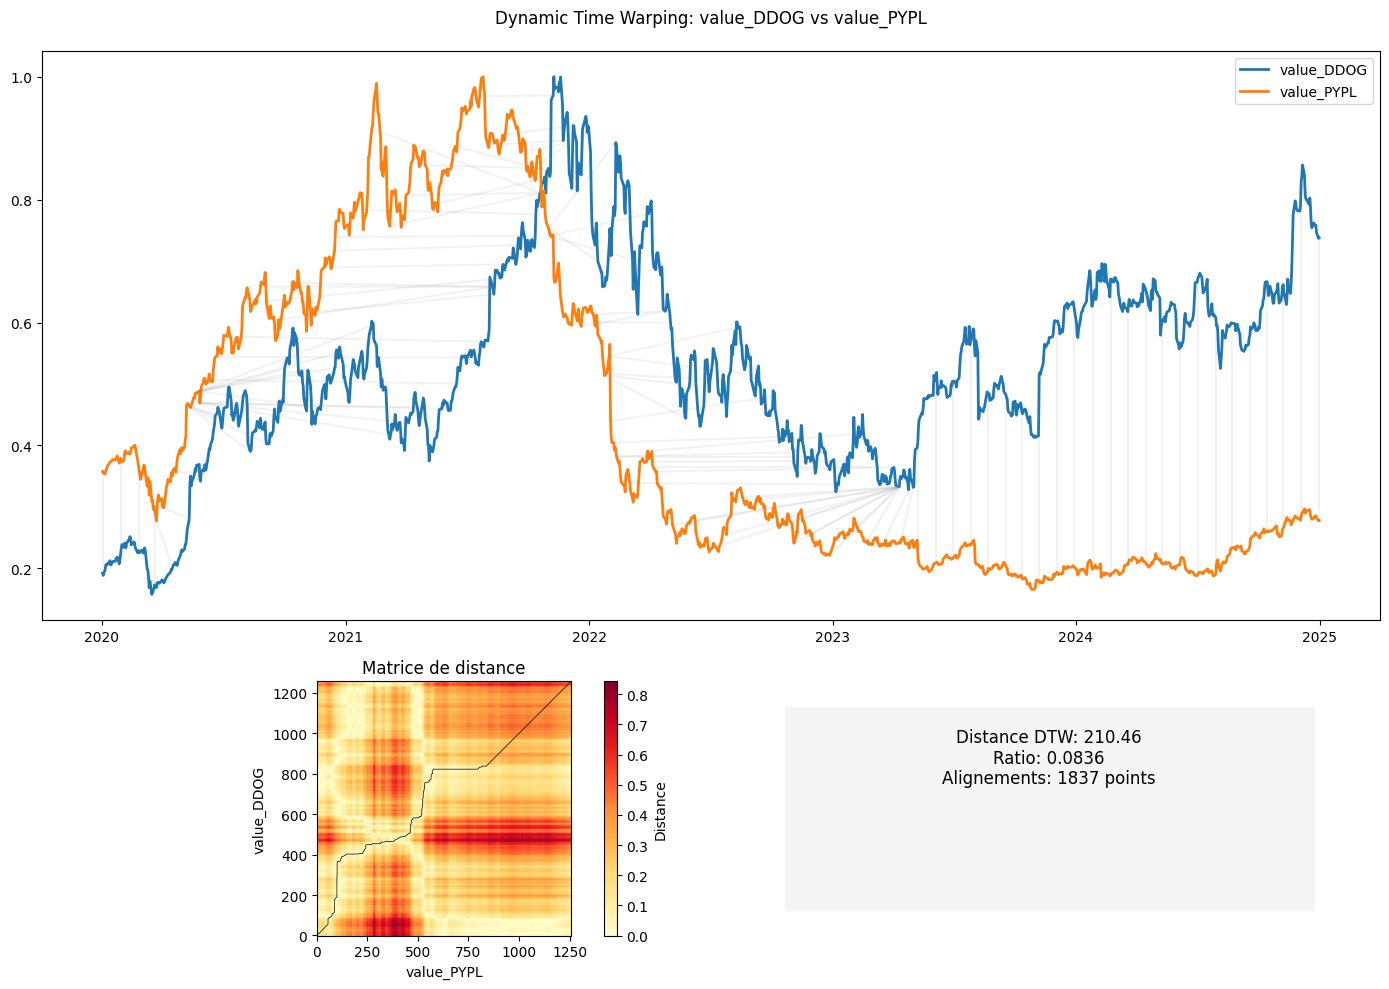 Dynamic Time Warping: value_DDOG vs value_PYPL
value_DDOG
value_PYPL
1.0
0.8
0.6
0.4
0.2
2020 2021 2022 2023 2024 2025
Matrice de distance
value_DDOG
1200
1000
800
600
400
200
0
0 250 500 750 1000 1250
value_PYPL
0.8
0.7
0.6
0.5
0.4
0.3
0.2
0.1
0.0
Distance
Distance DTW: 210.46
Ratio: 0.0836
Alignements: 1837 points